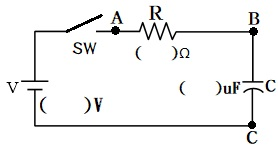 A R B
SW
( )Ω
V ( )V ( )uF C
C